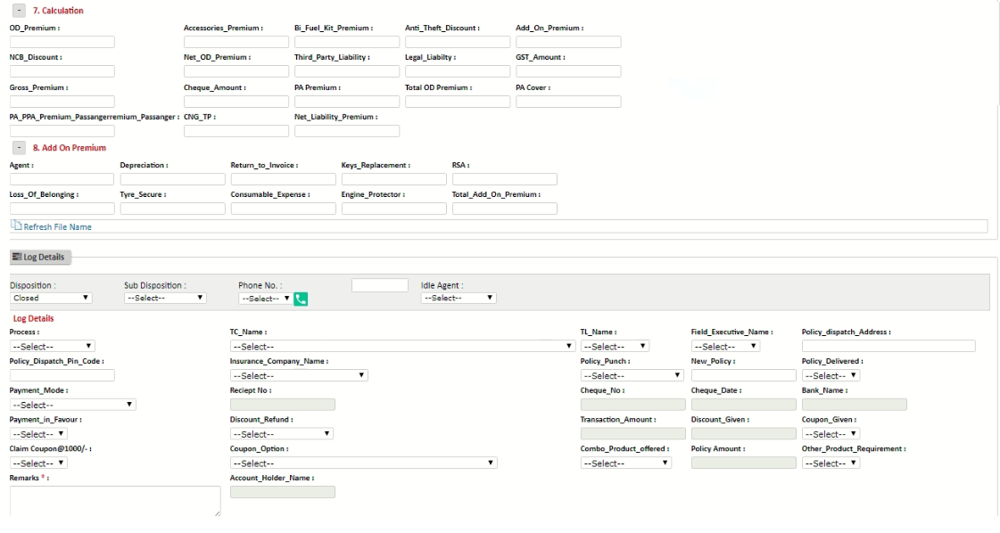 - 7. Calculation
OD_Premium : Accessories_Premium : Bi_Fuel_Kit_Premium : Anti_Theft_Discount : Add_On_Premium :
NCB_Discount : Net_OD_Premium : Third_Party_Liability : Legal_Liabilty : GST_Amount :
Gross_Premium : Cheque_Amount : PA Premium : Total OD Premium : PA Cover :
PA_PPA_Premium_Passangerremium_Passanger : CNG_TP : Net_Liability_Premium :
- 8. Add On Premium
Agent : Depreciation : Return_to_Invoice : Keys_Replacement : RSA :
Loss_Of_Belonging : Tyre_Secure : Consumable_Expense : Engine_Protector : Total_Add_On_Premium :
Refresh File Name
Log Details
Disposition : Sub Disposition : Phone No. : Idle Agent :
Closed --Select-- --Select-- --Select--
Log Details
Process : TC_Name : TL_Name : Field_Executive_Name : Policy_dispatch_Address :
--Select-- --Select-- --Select-- --Select--
Policy_Dispatch_Pin_Code : Insurance_Company_Name : Policy_Punch : New_Policy : Policy_Delivered :
--Select-- --Select-- --Select--
Payment_Mode : Reciept No : Cheque_No : Cheque_Date : Bank_Name :
--Select--
Payment_in_Favour : Discount_Refund : Transaction_Amount : Discount_Given : Coupon_Given :
--Select-- --Select-- --Select--
Claim Coupon@1000/- : Coupon_Option : Combo_Product_offered : Policy Amount : Other_Product_Requirement :
--Select-- --Select-- --Select-- --Select--
Remarks * : Account_Holder_Name :